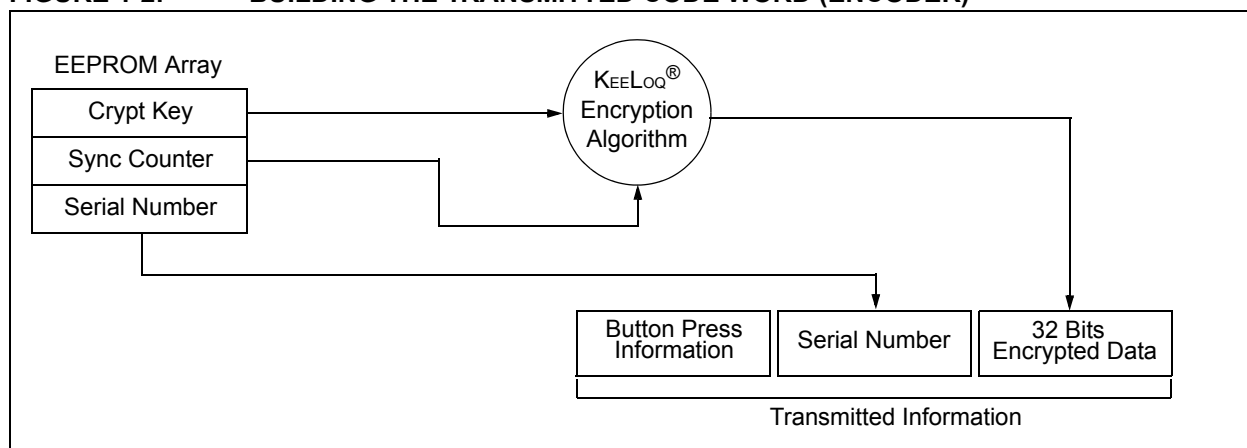 EEPROM Array
Crypt Key
Sync Counter
Serial Number
KEELOQ®
Encryption
Algorithm
Button Press
Information
Serial Number
32 Bits
Encrypted Data
Transmitted Information